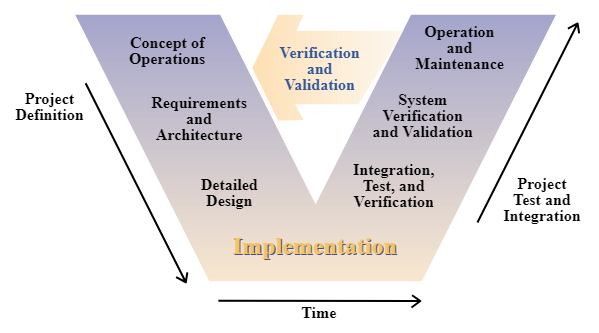 Concept of
Operations
Verification
and
Validation
Operation
and
Maintenance
Project
Definition
Requirements
and
Architecture
System
Verification
and Validation
Detailed
Design
Integration,
Test, and
Verification
Project
Test and
Integration
Implementation
Time